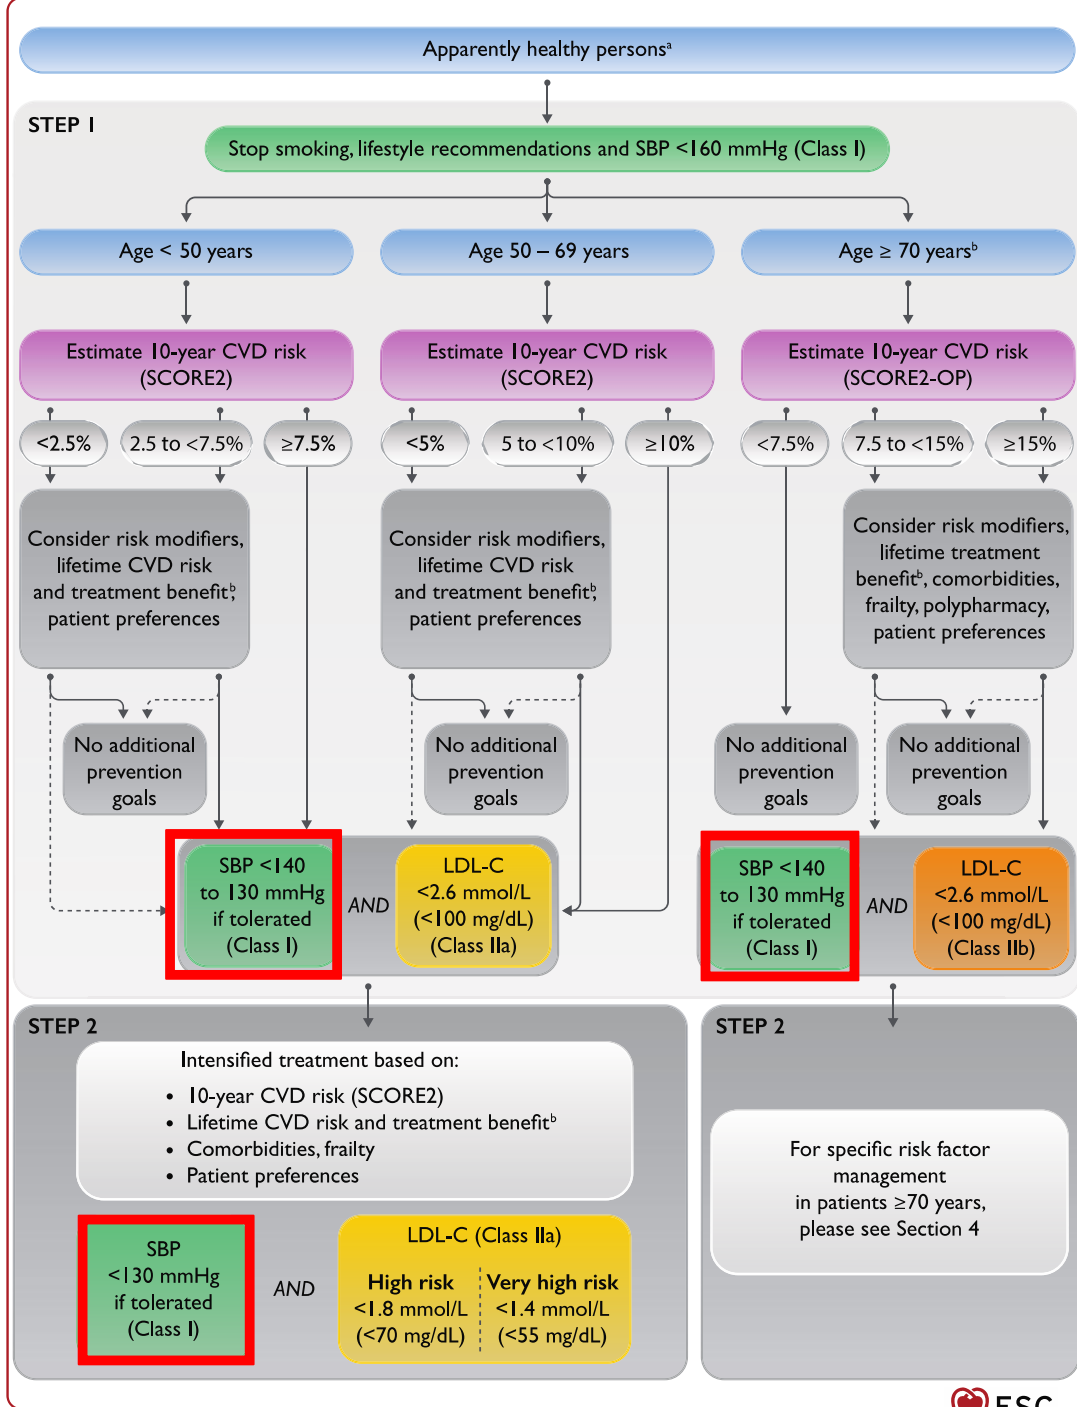 Apparently healthy personsᵃ
STEP 1
Stop smoking, lifestyle recommendations and SBP <160 mmHg (Class I)
Age < 50 years
Age 50 – 69 years
Age ≥ 70 yearsᵇ
Estimate 10-year CVD risk
(SCORE2)
Estimate 10-year CVD risk
(SCORE2)
Estimate 10-year CVD risk
(SCORE2-OP)
<2.5%
2.5 to <7.5%
≥7.5%
<5%
5 to <10%
≥10%
<7.5%
7.5 to <15%
≥15%
Consider risk modifiers,
lifetime CVD risk
and treatment benefitᵇ,
patient preferences
Consider risk modifiers,
lifetime CVD risk
and treatment benefitᵇ,
patient preferences
Consider risk modifiers,
lifetime treatment
benefitᵇ, comorbidities,
frailty, polypharmacy,
patient preferences
No additional
prevention
goals
No additional
prevention
goals
No additional
prevention
goals
No additional
prevention
goals
SBP <140
to 130 mmHg
if tolerated
(Class I)
AND
LDL-C
<2.6 mmol/L
(<100 mg/dL)
(Class IIa)
SBP <140
to 130 mmHg
if tolerated
(Class I)
AND
LDL-C
<2.6 mmol/L
(<100 mg/dL)
(Class IIb)
STEP 2
Intensified treatment based on:
• 10-year CVD risk (SCORE2)
• Lifetime CVD risk and treatment benefitᵇ
• Comorbidities, frailty
• Patient preferences
SBP
<130 mmHg
if tolerated
(Class I)
AND
LDL-C (Class IIa)
High risk
<1.8 mmol/L
(<70 mg/dL)
Very high risk
<1.4 mmol/L
(<55 mg/dL)
STEP 2
For specific risk factor
management
in patients ≥70 years,
please see Section 4
ESC